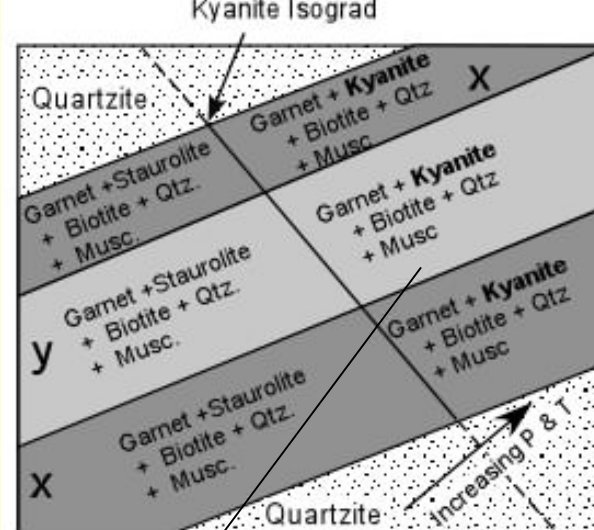 Kyanite Isograd
Quartzite
Garnet + Kyanite
+ Biotite + Qtz
+ Musc.
x
Garnet +Staurolite
+ Biotite + Qtz.
+ Musc.
Garnet + Kyanite
+ Biotite + Qtz
+ Musc
y
Garnet +Staurolite
+ Biotite + Qtz.
+ Musc.
Garnet + Kyanite
+ Biotite + Qtz
+ Musc
x
Garnet +Staurolite
+ Biotite + Qtz.
+ Musc.
Quartzite
Increasing P & T